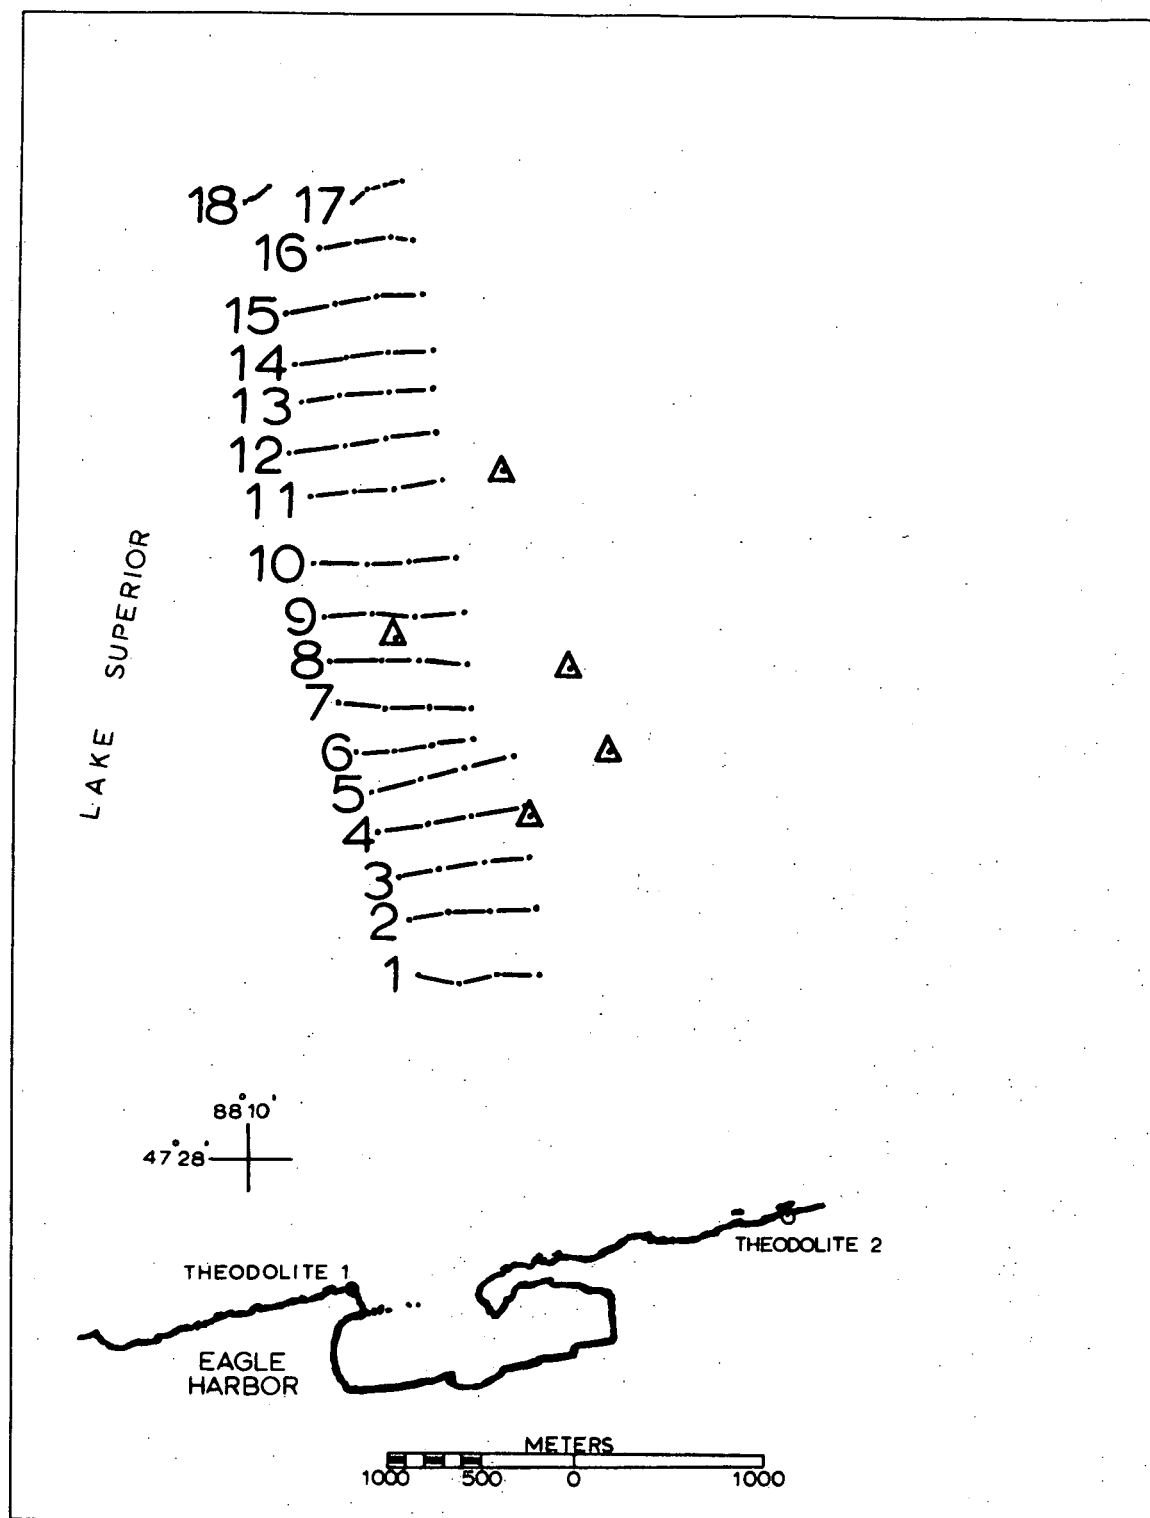 18 17
16
15
14
13
12
11
10
9
8
7
6
5
4
3
2
1
LAKE SUPERIOR
88°10'
47°28'
THEODOLITE 2
THEODOLITE 1
EAGLE
HARBOR
METERS
1000 500 0 1000